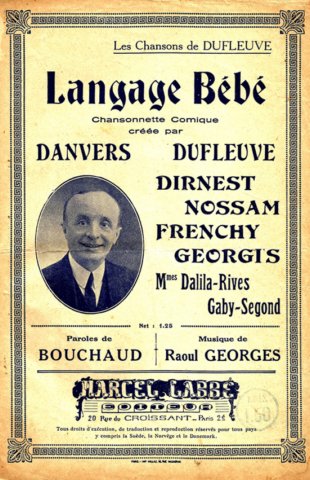 Les Chansons de DUFLEUVE
Langage Bébé
Chansonnette Comique
créée par
DANVERS DUFLEUVE
DIRNEST
NOSSAM
FRENCHY
GEORGIS
Mmes Dalila-Rives
Gaby-Segond
Net : 1.25
Paroles de
BOUCHAUD
Musique de
Raoul GEORGES
MARCEL LABBÉ
EDITEUR
20 Rue du CROISSANT - Paris 2e
Tous droits d'exécution, de traduction et reproduction réservés pour tous pays
y compris la Suède, la Norvège et le Danemark.